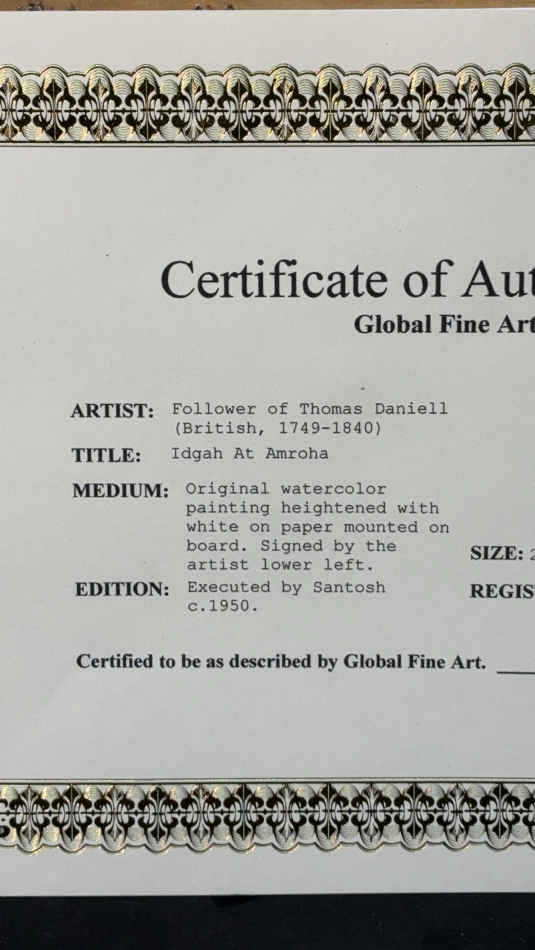 Certificate of Aut
Global Fine Art
ARTIST: Follower of Thomas Daniell
(British, 1749-1840)
TITLE: Idgah At Amroha
MEDIUM: Original watercolor
painting heightened with
white on paper mounted on
board. Signed by the
artist lower left.
SIZE: 2
EDITION: Executed by Santosh
c.1950.
REGIS
Certified to be as described by Global Fine Art.